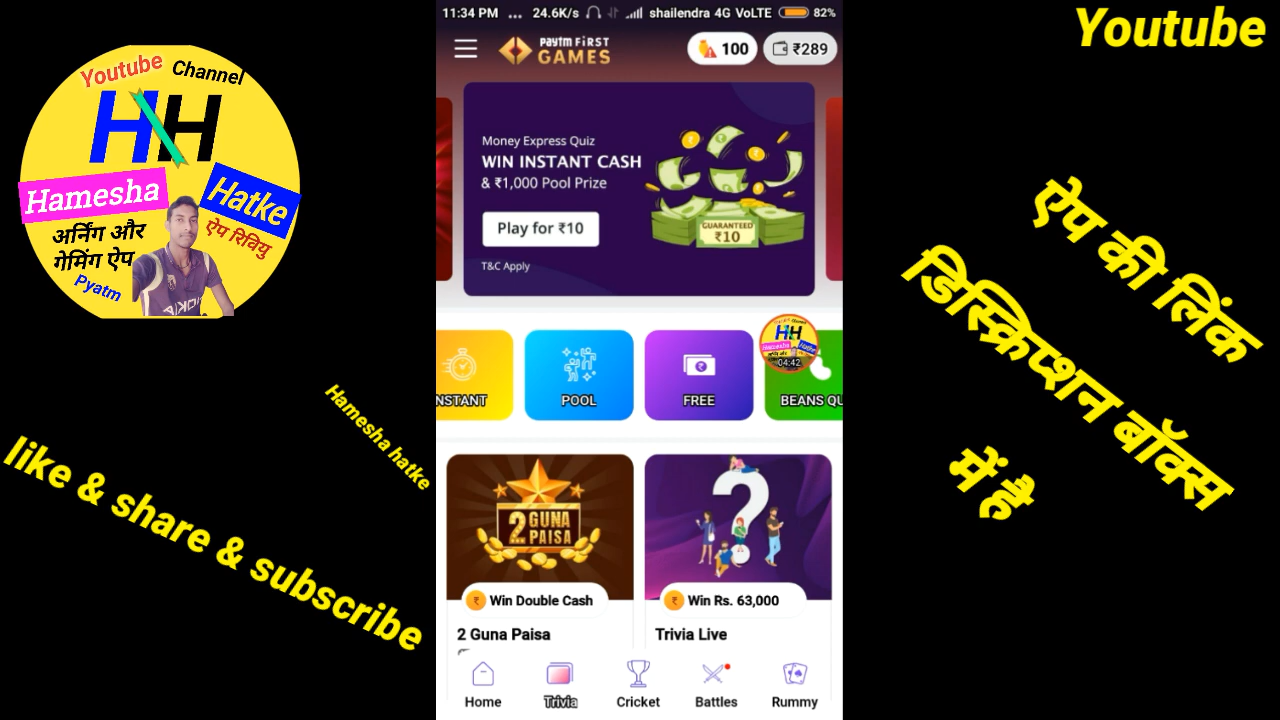 Youtube Channel
HH
Hamesha
Hatke
अर्निंग और
गेमिंग ऐप
ऐप रिवियु
Pyatm
like & share & subscribe
Hamesha hatke
11:34 PM ... 24.6K/s shailendra 4G VoLTE 82%
paytm FiRST
GAMES
100
₹289
Money Express Quiz
WIN INSTANT CASH
& ₹1,000 Pool Prize
Play for ₹10
T&C Apply
GUARANTEED
₹10
NSTANT
POOL
FREE
BEANS QU
HH
Hamesha
04:42
2 GUNA
PAISA
Win Double Cash
Win Rs. 63,000
2 Guna Paisa
Trivia Live
Home
Trivia
Cricket
Battles
Rummy
Youtube
ऐप की लिंक
डिस्क्रिप्शन बॉक्स
में है